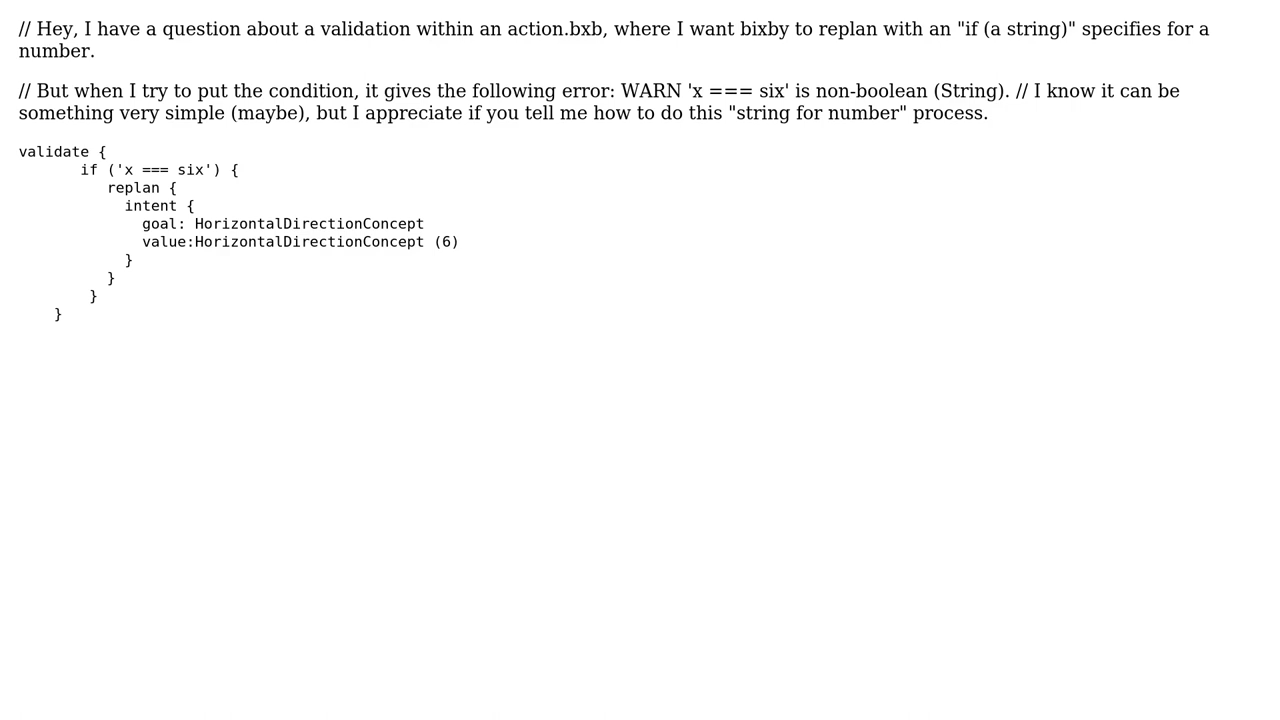 // Hey, I have a question about a validation within an action.bxb, where I want bixby to replan with an "if (a string)" specifies for a
number.
// But when I try to put the condition, it gives the following error: WARN 'x === six' is non-boolean (String). // I know it can be
something very simple (maybe), but I appreciate if you tell me how to do this "string for number" process.
validate {
       if ('x === six') {
          replan {
            intent {
              goal: HorizontalDirectionConcept
              value:HorizontalDirectionConcept (6)
            }
          }
        }
    }